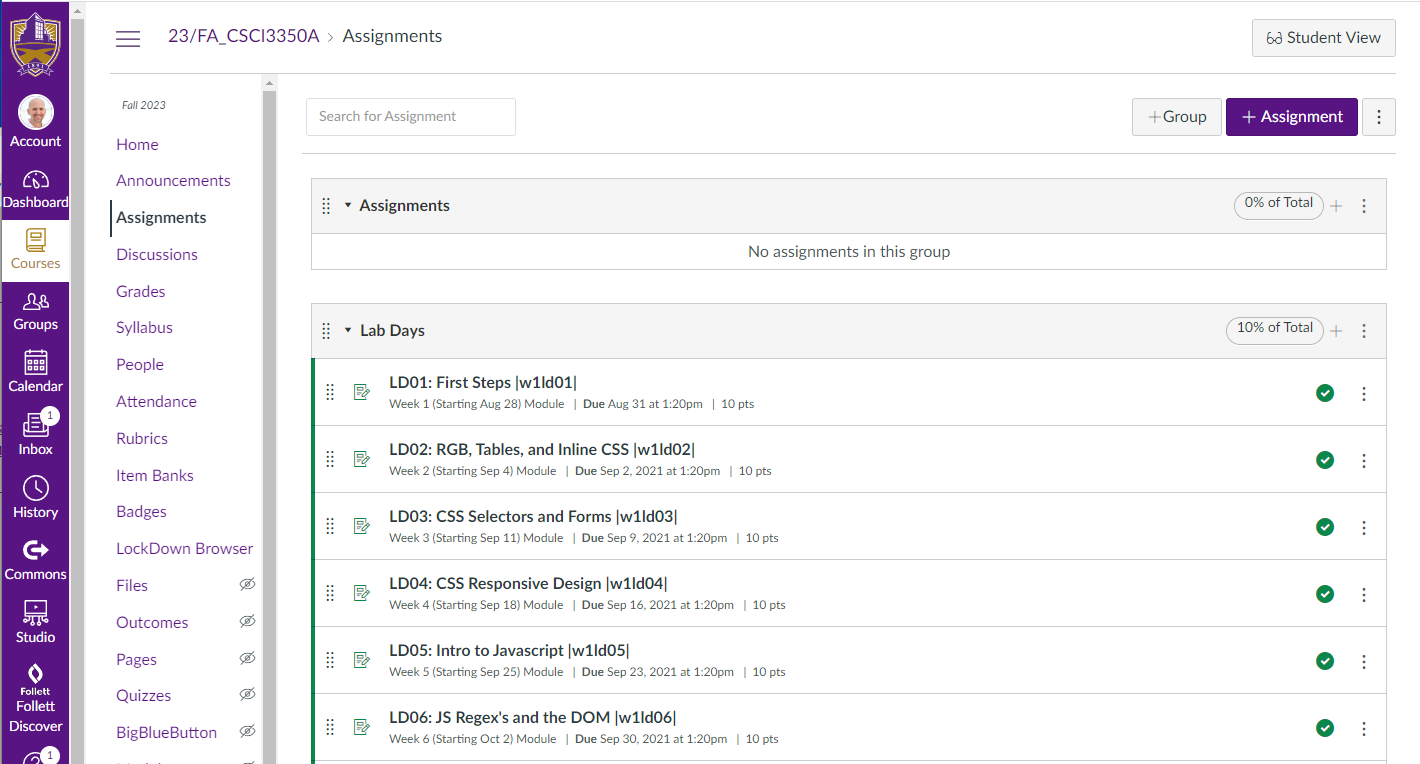 Account
Dashboard
Courses
Groups
Calendar
1
Inbox
History
Commons
Studio
Follett
Follett
Discover
1
23/FA_CSCI3350A › Assignments
Student View
Fall 2023
Home
Announcements
Assignments
Discussions
Grades
Syllabus
People
Attendance
Rubrics
Item Banks
Badges
LockDown Browser
Files
Outcomes
Pages
Quizzes
BigBlueButton
Search for Assignment
+Group
+ Assignment
Assignments
0% of Total
No assignments in this group
Lab Days
10% of Total
LD01: First Steps |w1ld01|
Week 1 (Starting Aug 28) Module | Due Aug 31 at 1:20pm | 10 pts
LD02: RGB, Tables, and Inline CSS |w1ld02|
Week 2 (Starting Sep 4) Module | Due Sep 2, 2021 at 1:20pm | 10 pts
LD03: CSS Selectors and Forms |w1ld03|
Week 3 (Starting Sep 11) Module | Due Sep 9, 2021 at 1:20pm | 10 pts
LD04: CSS Responsive Design |w1ld04|
Week 4 (Starting Sep 18) Module | Due Sep 16, 2021 at 1:20pm | 10 pts
LD05: Intro to Javascript |w1ld05|
Week 5 (Starting Sep 25) Module | Due Sep 23, 2021 at 1:20pm | 10 pts
LD06: JS Regex's and the DOM |w1ld06|
Week 6 (Starting Oct 2) Module | Due Sep 30, 2021 at 1:20pm | 10 pts